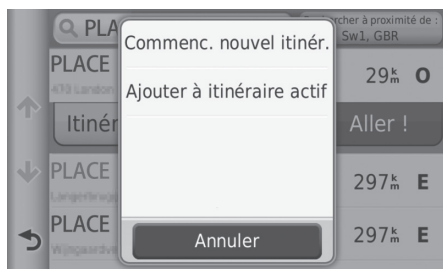 PLA
rcher à proximité de :
Sw1, GBR
Commenc. nouvel itinér.
Ajouter à itinéraire actif
Annuler
PLACE
29 km O
Itinér
Aller !
PLACE
297 km E
PLACE
297 km E